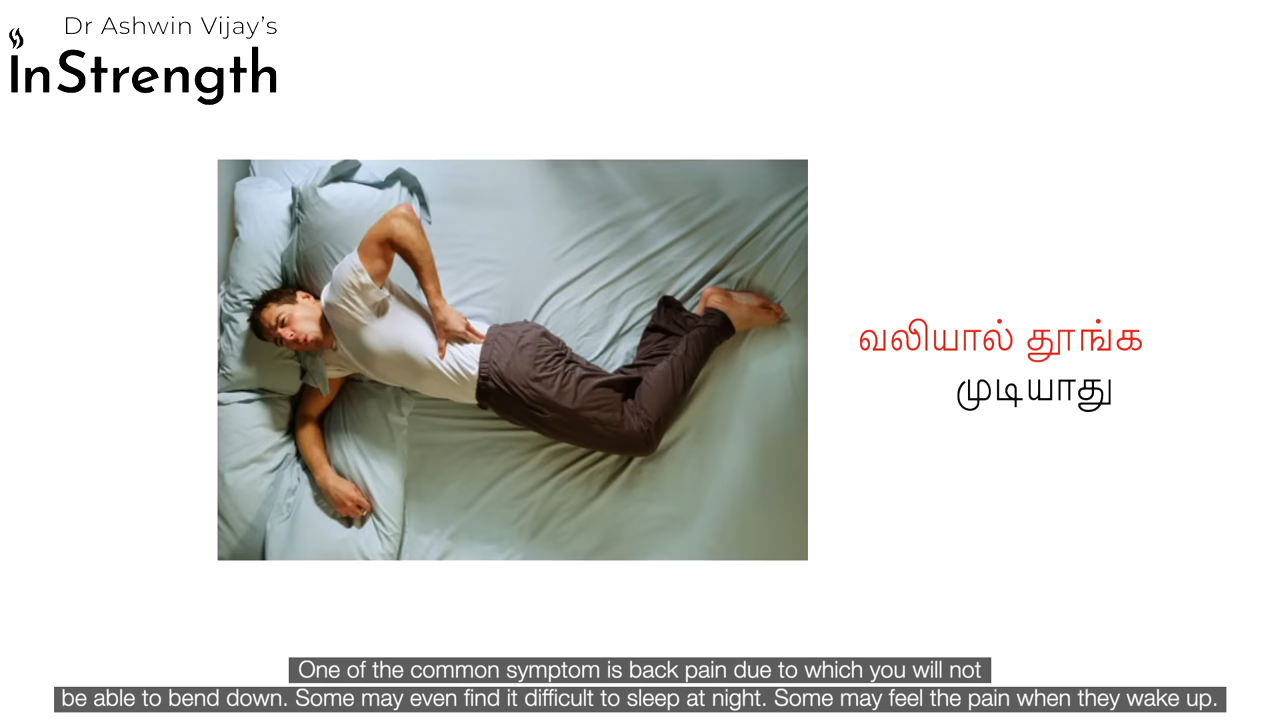 Dr Ashwin Vijay's
InStrength
வலியால் தூங்க
முடியாது
One of the common symptom is back pain due to which you will not
be able to bend down. Some may even find it difficult to sleep at night. Some may feel the pain when they wake up.